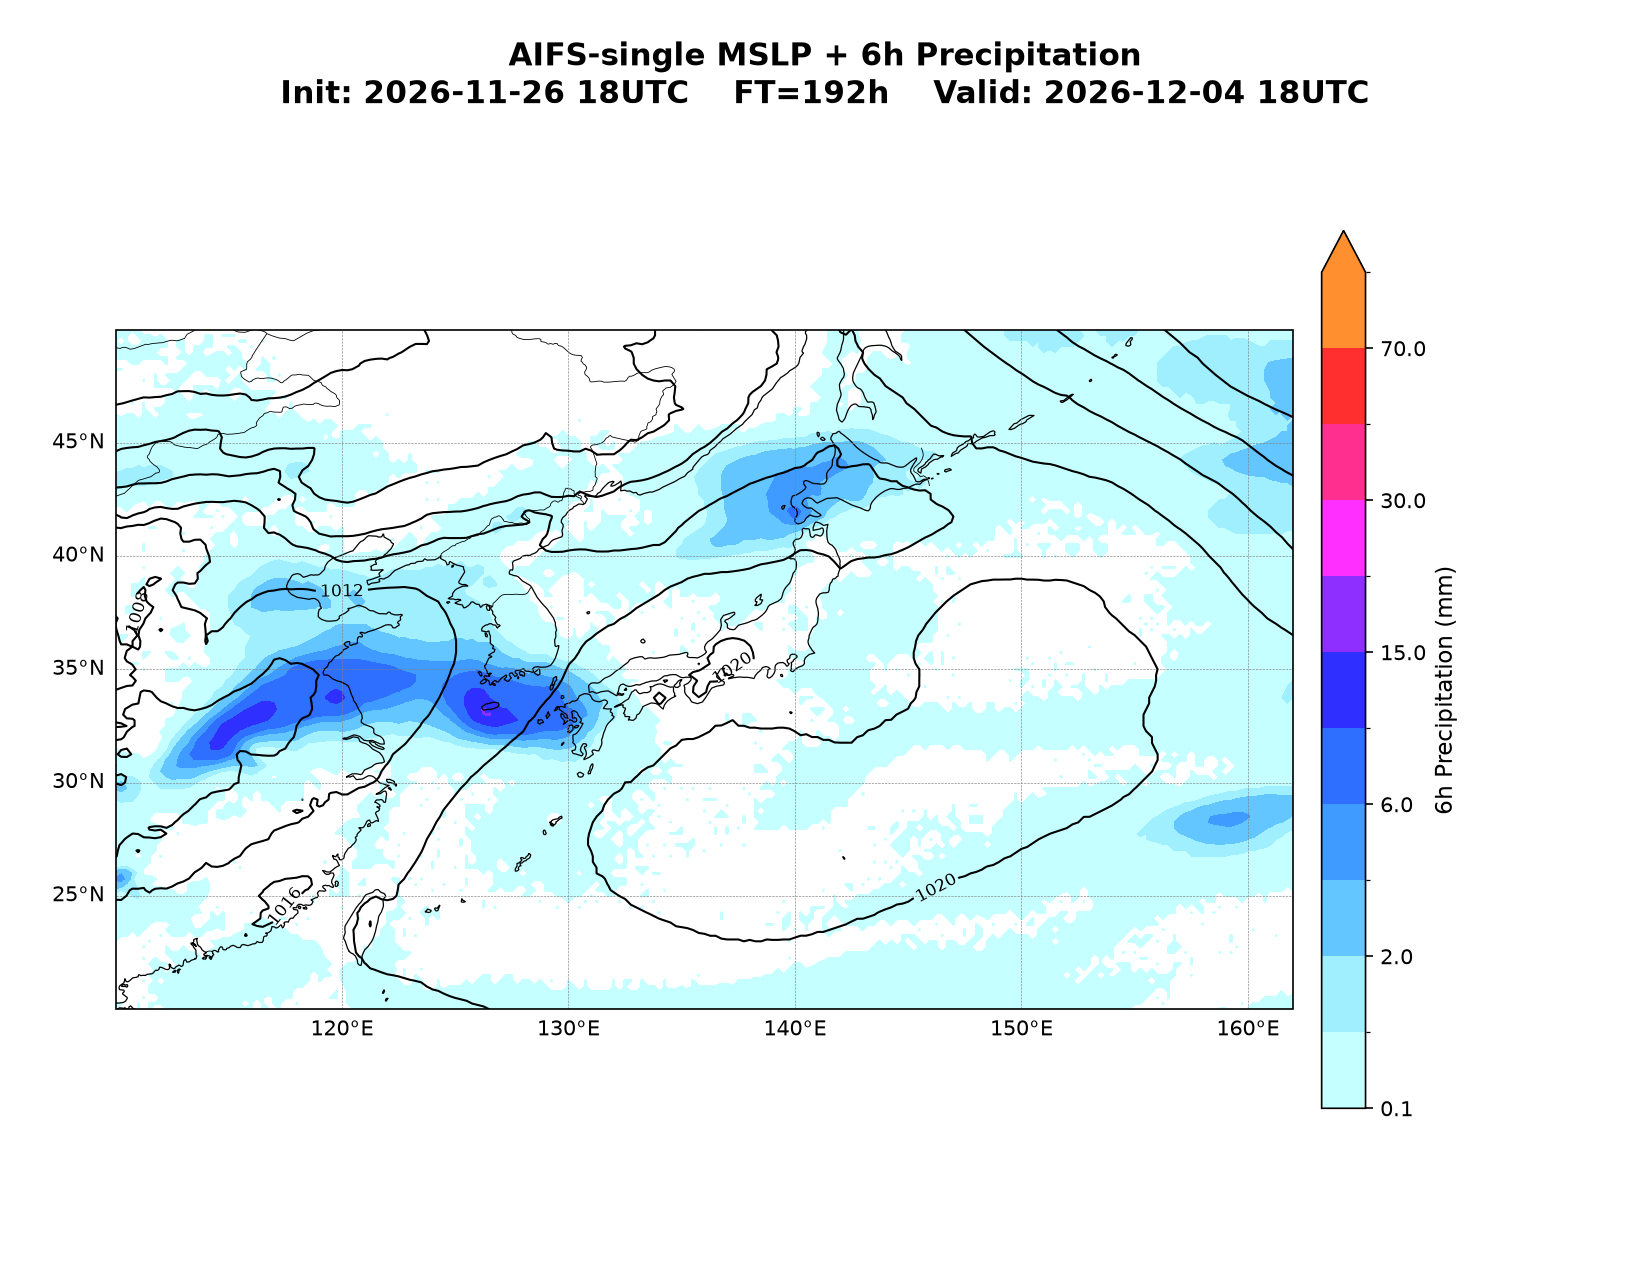 AIFS-single MSLP + 6h Precipitation
Init: 2026-11-26 18UTC    FT=192h    Valid: 2026-12-04 18UTC
70.0
30.0
15.0
6.0
2.0
0.1
6h Precipitation (mm)
45°N
40°N
35°N
30°N
25°N
120°E
130°E
140°E
150°E
160°E
1012
1008
1020
1020
1016